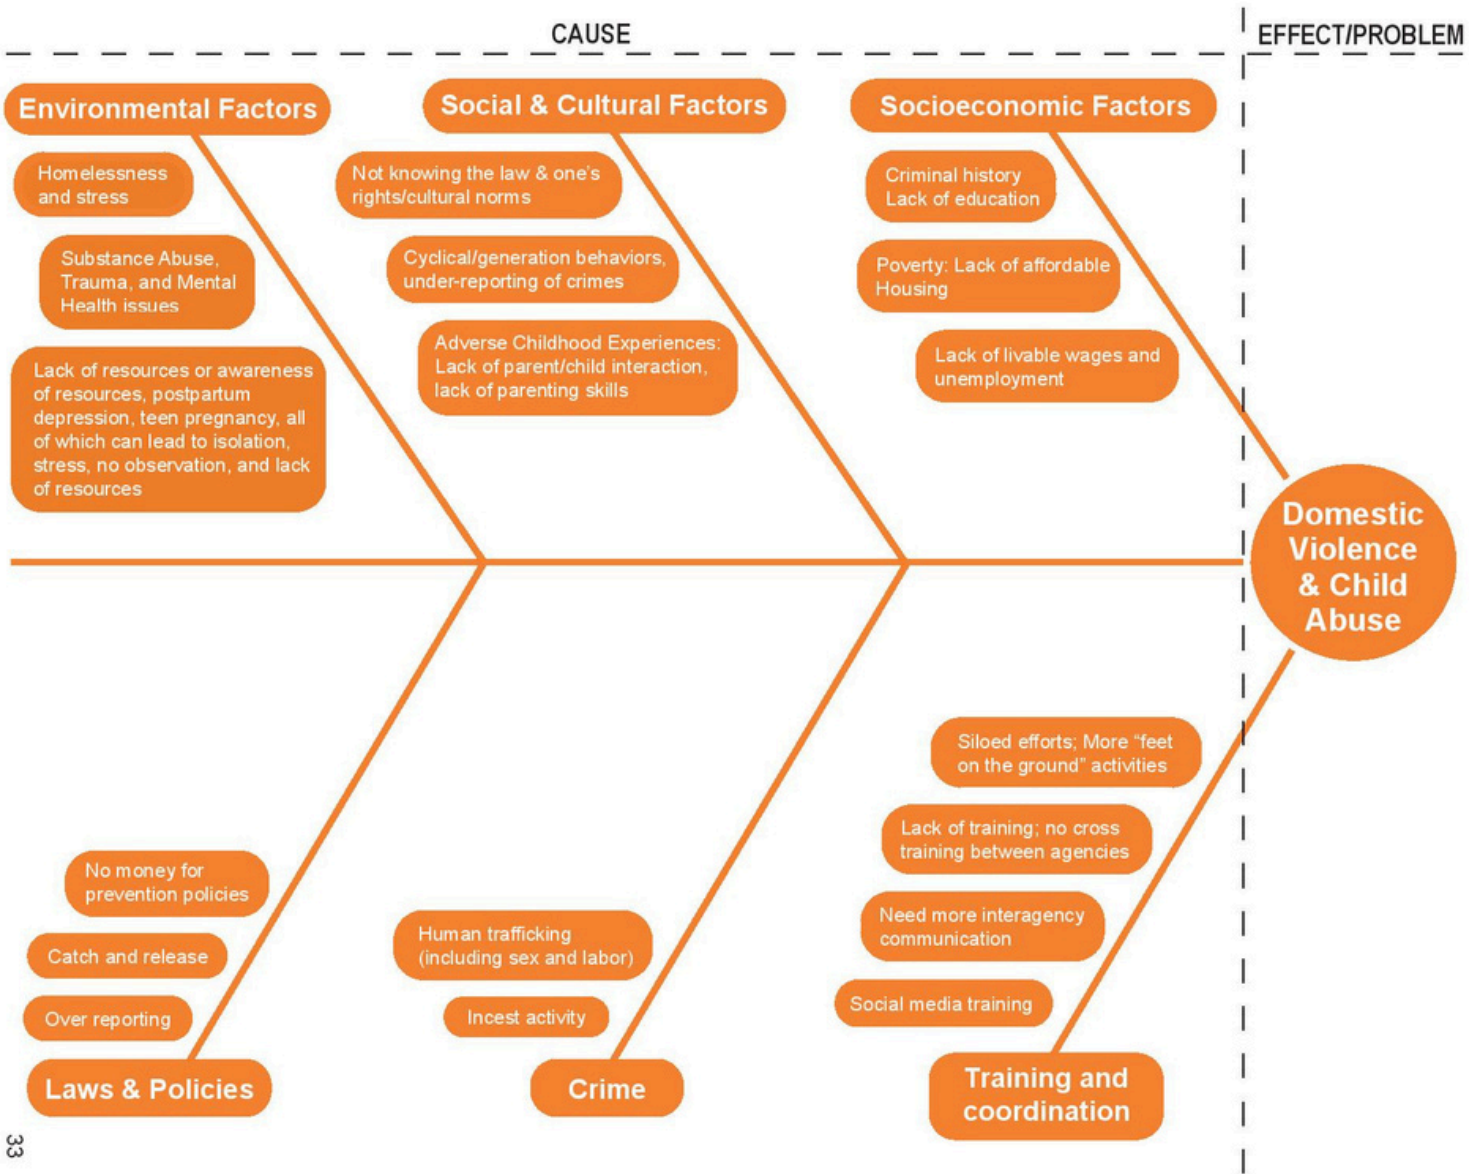 CAUSE
EFFECT/PROBLEM
Environmental Factors
Homelessness
and stress
Substance Abuse,
Trauma, and Mental
Health issues
Lack of resources or awareness
of resources, postpartum
depression, teen pregnancy, all
of which can lead to isolation,
stress, no observation, and lack
of resources
Social & Cultural Factors
Not knowing the law & one's
rights/cultural norms
Cyclical/generation behaviors,
under-reporting of crimes
Adverse Childhood Experiences:
Lack of parent/child interaction,
lack of parenting skills
Socioeconomic Factors
Criminal history
Lack of education
Poverty: Lack of affordable
Housing
Lack of livable wages and
unemployment
Domestic
Violence
& Child
Abuse
No money for
prevention policies
Catch and release
Over reporting
Laws & Policies
Human trafficking
(including sex and labor)
Incest activity
Crime
Siloed efforts; More “feet
on the ground” activities
Lack of training; no cross
training between agencies
Need more interagency
communication
Social media training
Training and
coordination
33